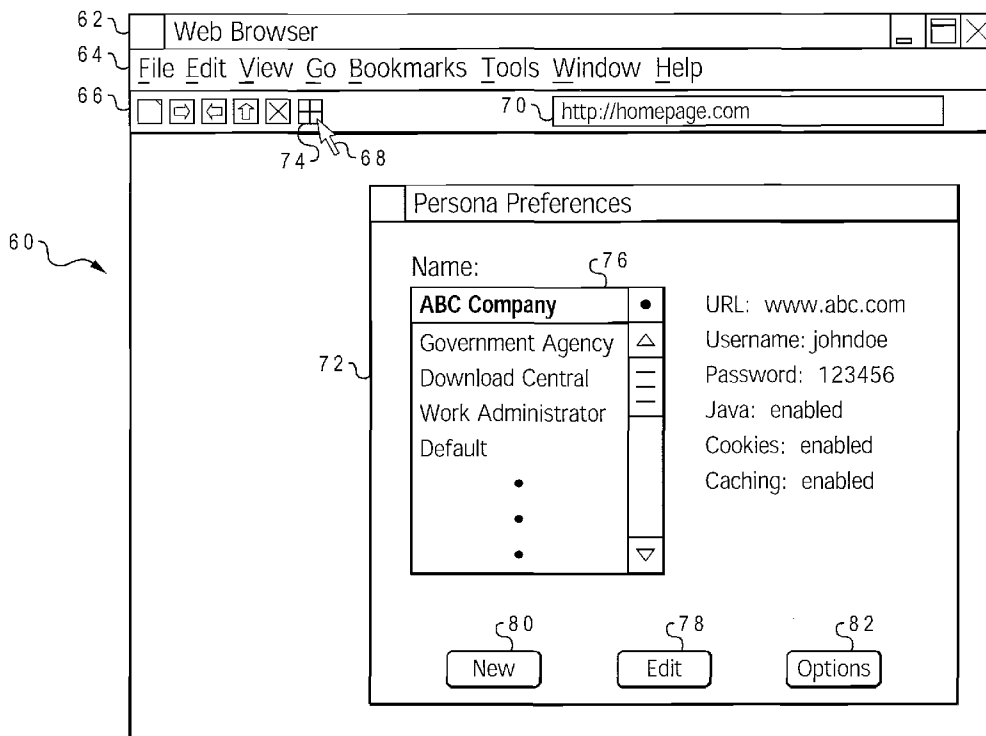 62 Web Browser
64 File Edit View Go Bookmarks Tools Window Help
66 70 http://homepage.com
74 68
Persona Preferences
60
Name: 76
ABC Company
Government Agency
Download Central
Work Administrator
Default
72
URL: www.abc.com
Username: johndoe
Password: 123456
Java: enabled
Cookies: enabled
Caching: enabled
80 78 82
New Edit Options